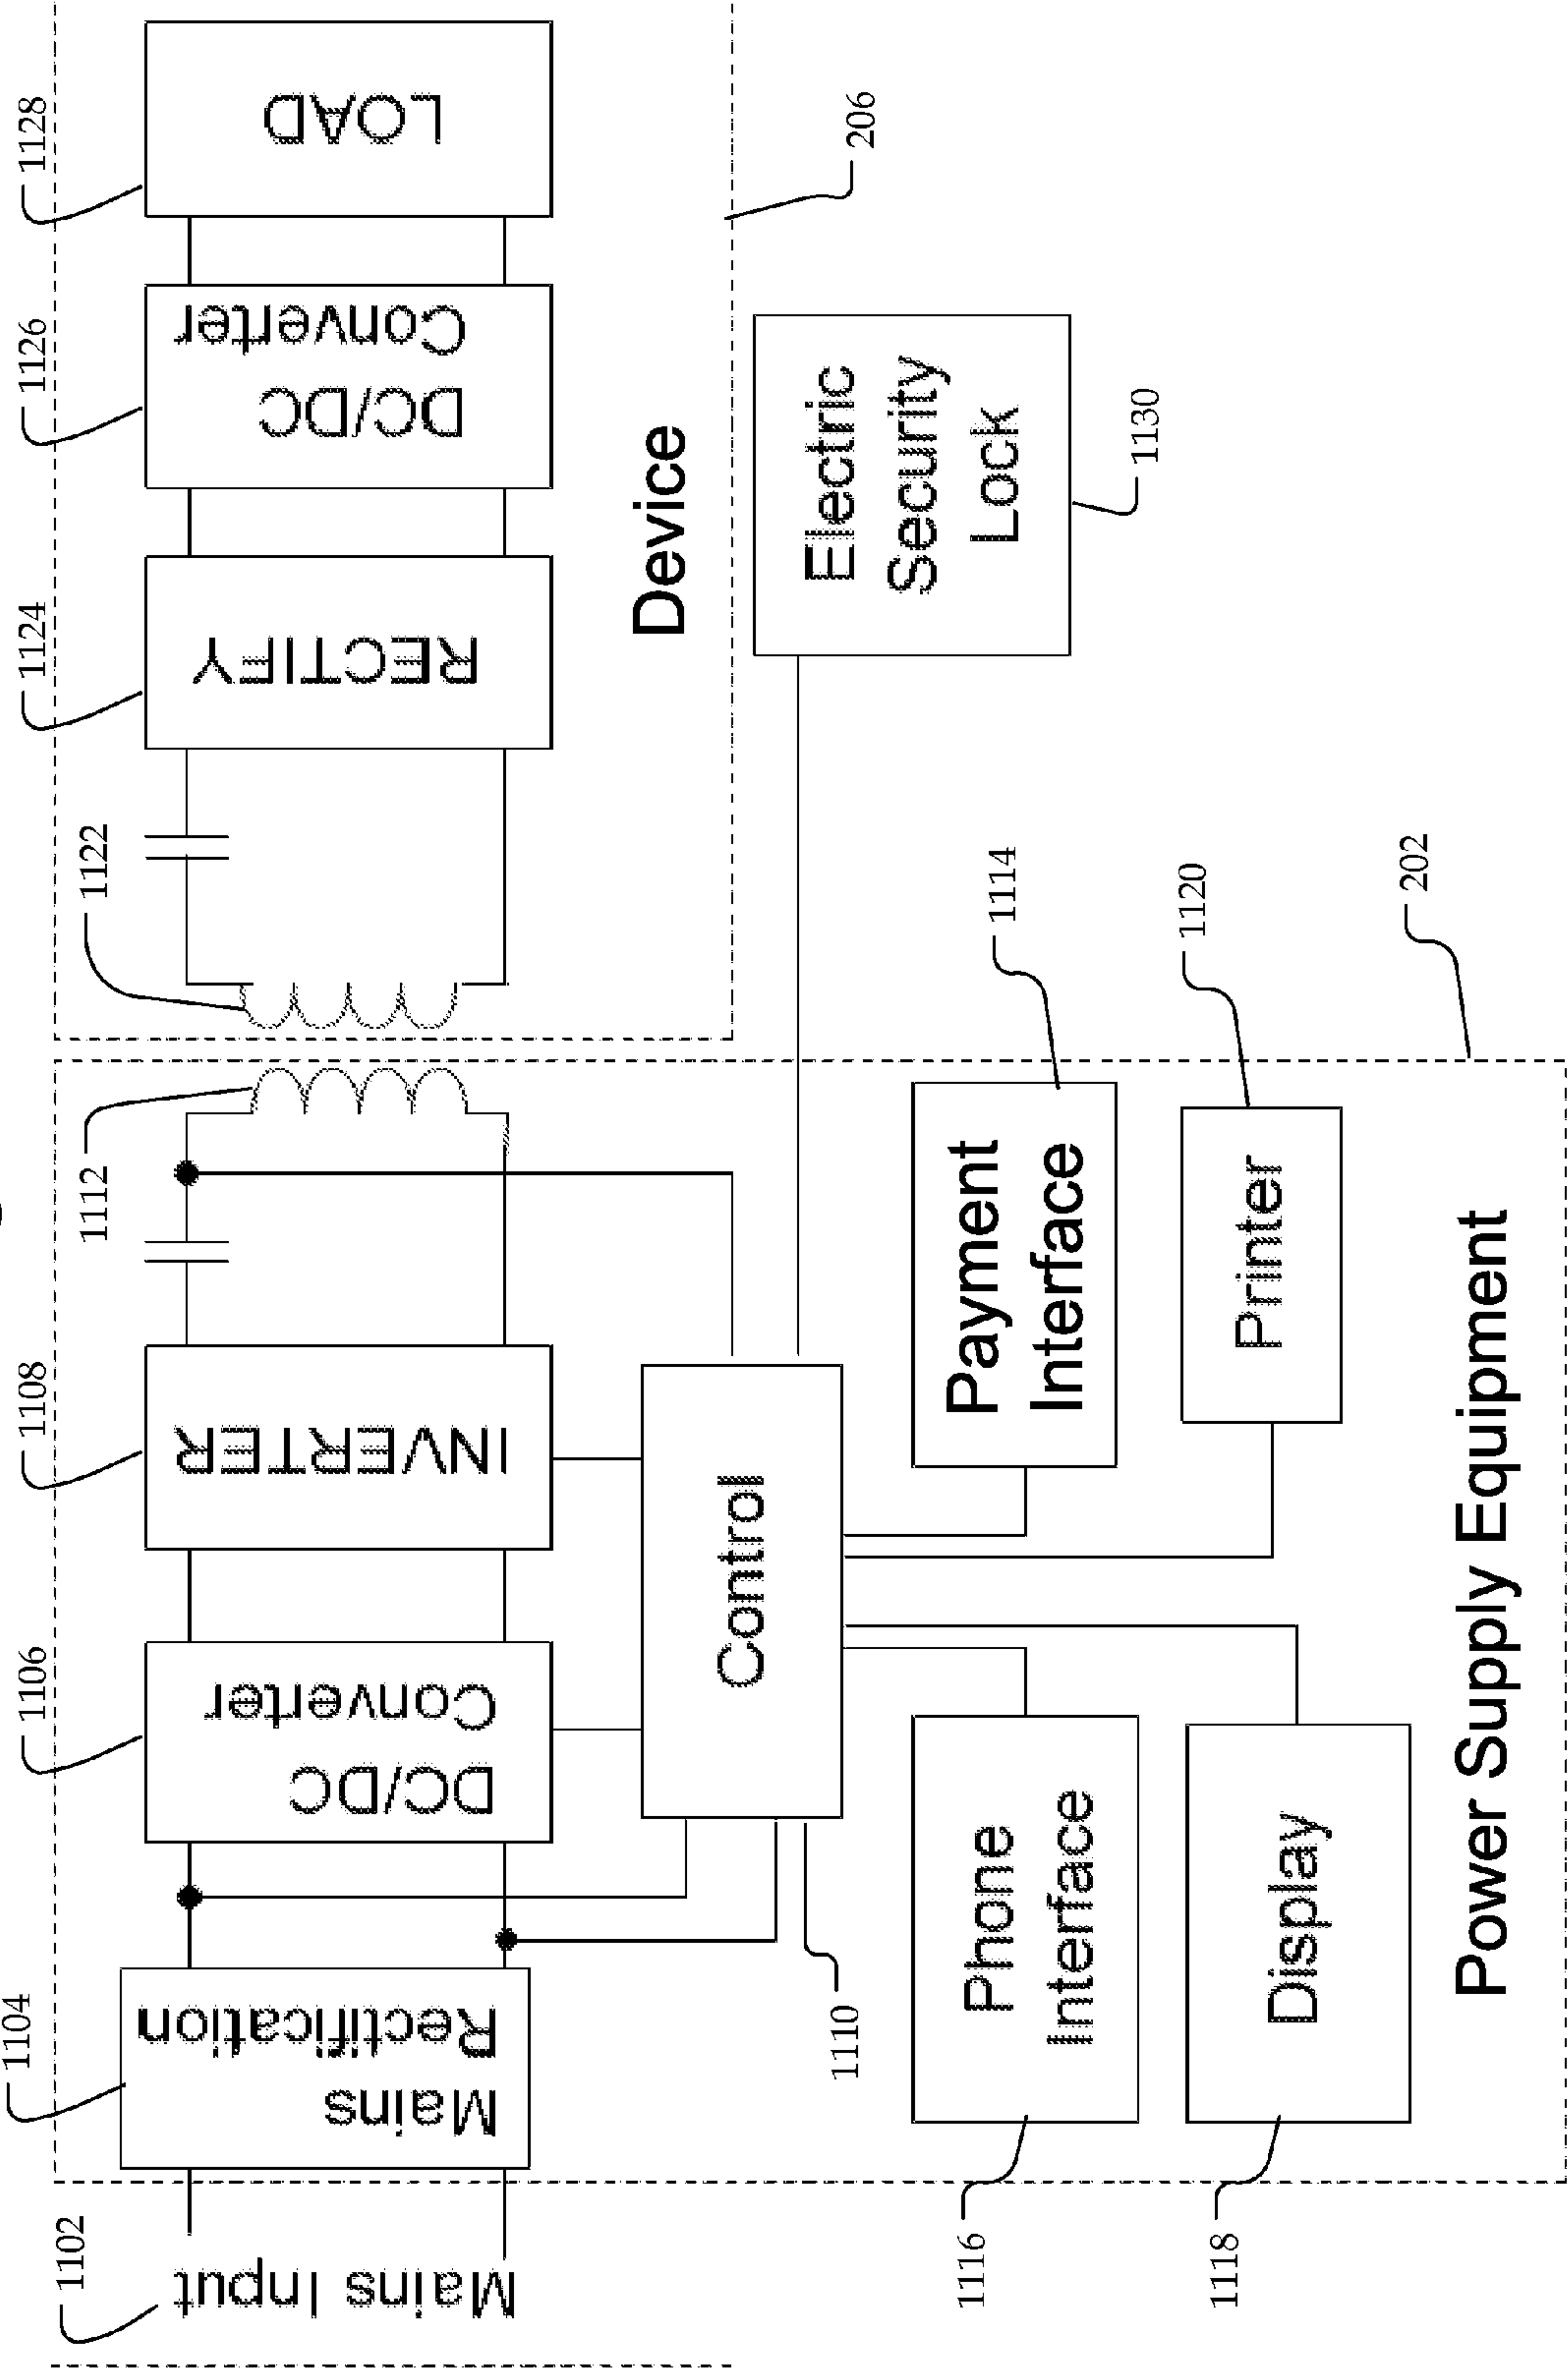 1102
Mains Input
1104
Mains
Rectification
1106
DC/DC
Converter
1108
INVERTER
1112
1122
1124
RECTIFY
1126
DC/DC
Converter
1128
LOAD
Device
206
1110
Control
Electric
Security
Lock
1130
1116
Phone
Interface
1114
Payment
Interface
1118
Display
1120
Printer
Power Supply Equipment
202